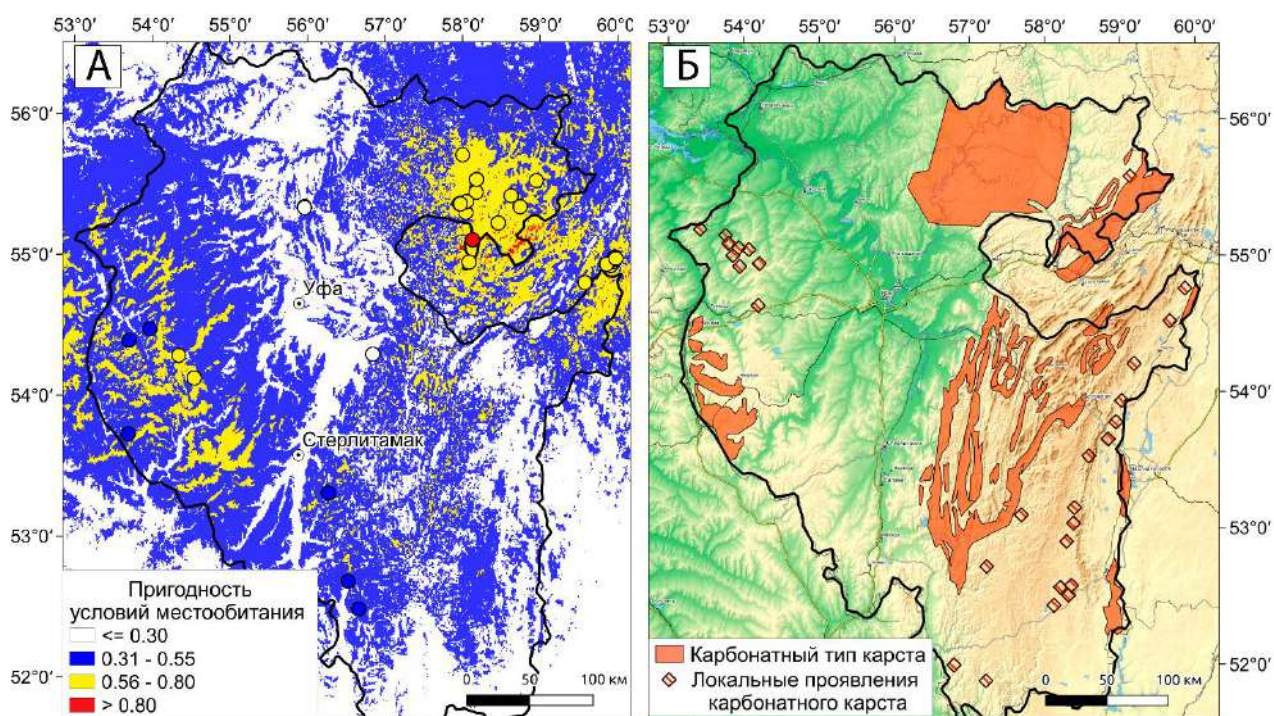 53°0′ 54°0′ 55°0′ 56°0′ 57°0′ 58°0′ 59°0′ 60°0′
А
56°0′
55°0′
54°0′
53°0′
52°0′
Уфа
Стерлитамак
Пригодность
условий местообитания
<= 0.30
0.31 - 0.55
0.56 - 0.80
> 0.80
0 50 100 км
53°0′ 54°0′ 55°0′ 56°0′ 57°0′ 58°0′ 59°0′ 60°0′
Б
56°0′
55°0′
54°0′
53°0′
52°0′
Карбонатный тип карста
Локальные проявления
карбонатного карста
0 50 100 км